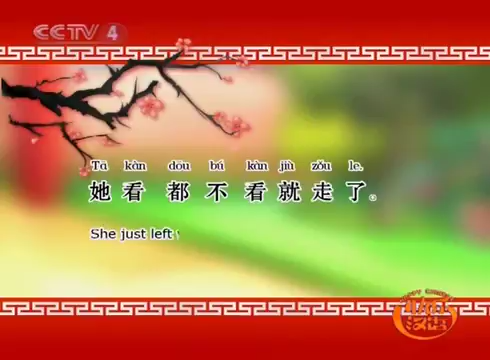 CCTV 4
Tā kàn dōu bú kàn jiù zǒu le.
她看都不看就走了。
She just left